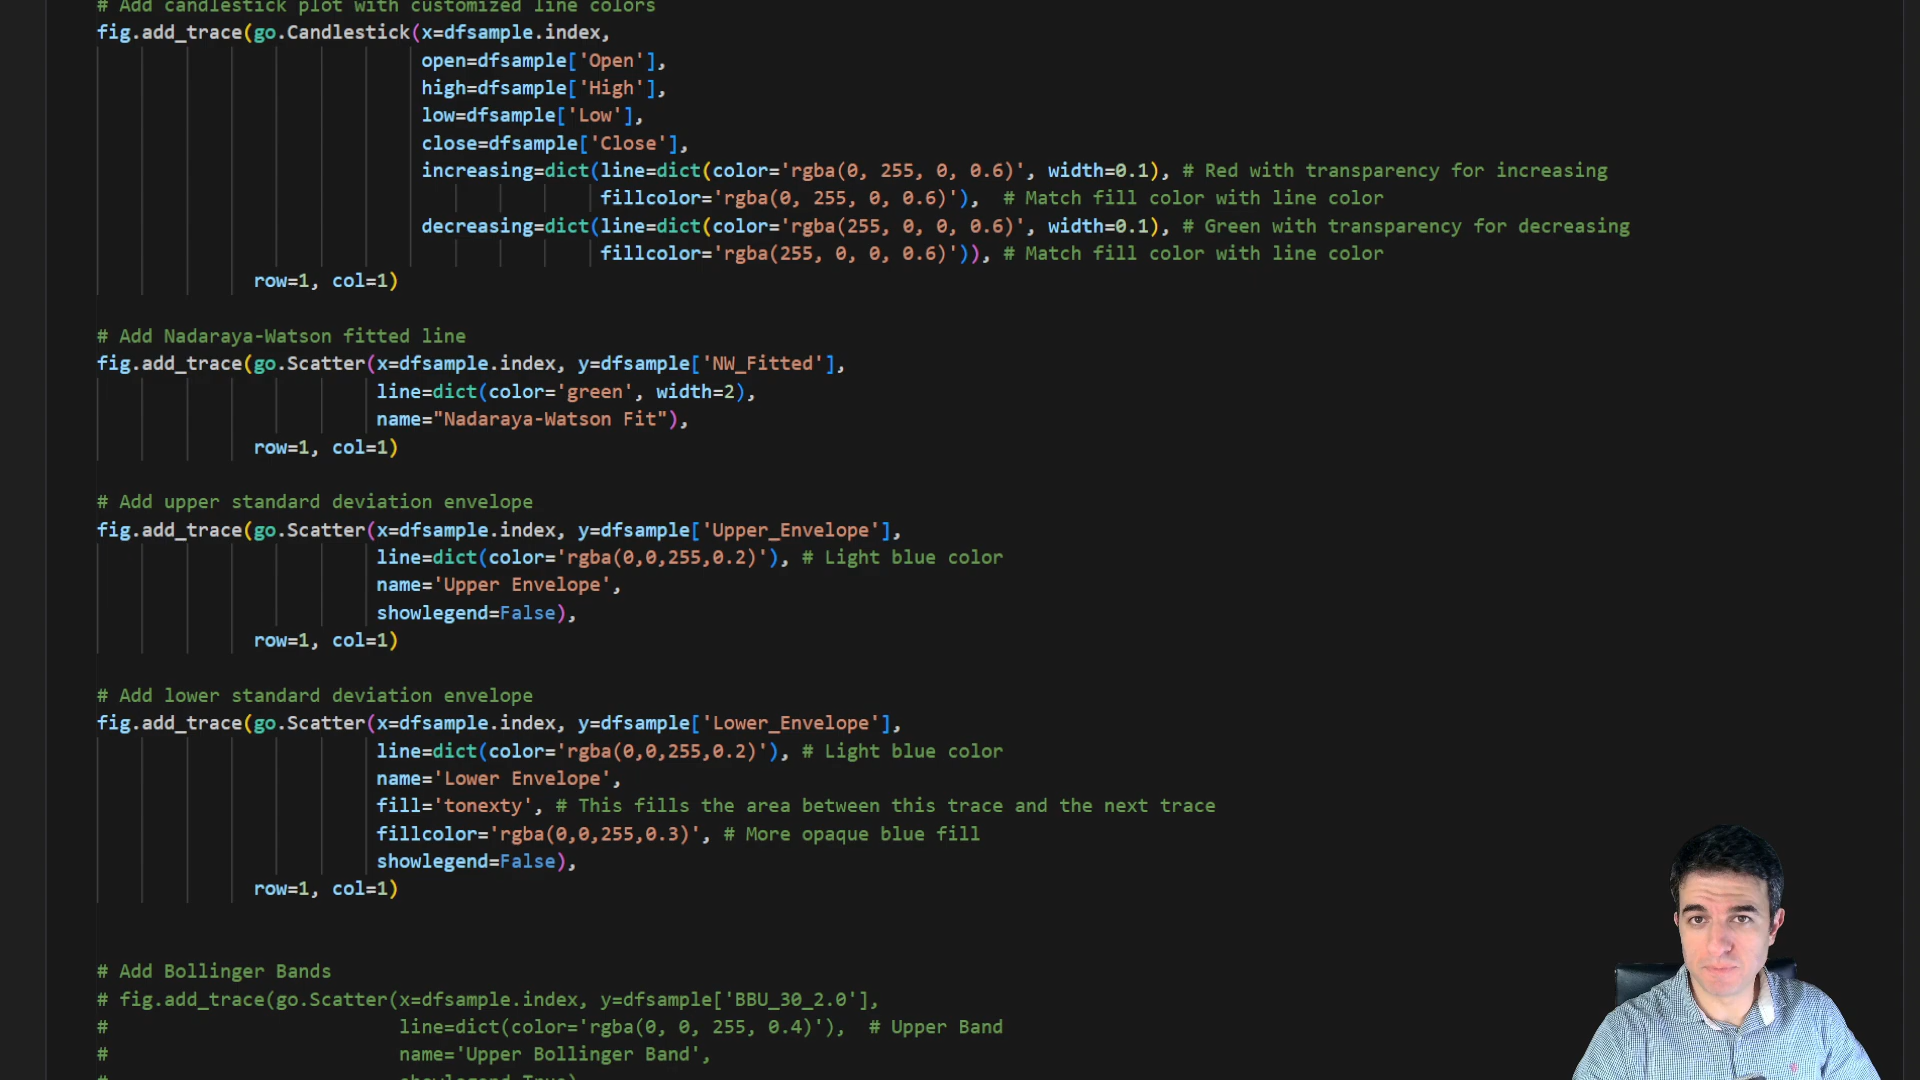 # Add candlestick plot with customized line colors
fig.add_trace(go.Candlestick(x=dfsample.index,
open=dfsample['Open'],
high=dfsample['High'],
low=dfsample['Low'],
close=dfsample['Close'],
increasing=dict(line=dict(color='rgba(0, 255, 0, 0.6)', width=0.1), # Red with transparency for increasing
fillcolor='rgba(0, 255, 0, 0.6)'), # Match fill color with line color
decreasing=dict(line=dict(color='rgba(255, 0, 0, 0.6)', width=0.1), # Green with transparency for decreasing
fillcolor='rgba(255, 0, 0, 0.6)')), # Match fill color with line color
row=1, col=1)
# Add Nadaraya-Watson fitted line
fig.add_trace(go.Scatter(x=dfsample.index, y=dfsample['NW_Fitted'],
line=dict(color='green', width=2),
name="Nadaraya-Watson Fit"),
row=1, col=1)
# Add upper standard deviation envelope
fig.add_trace(go.Scatter(x=dfsample.index, y=dfsample['Upper_Envelope'],
line=dict(color='rgba(0,0,255,0.2)'), # Light blue color
name='Upper Envelope',
showlegend=False),
row=1, col=1)
# Add lower standard deviation envelope
fig.add_trace(go.Scatter(x=dfsample.index, y=dfsample['Lower_Envelope'],
line=dict(color='rgba(0,0,255,0.2)'), # Light blue color
name='Lower Envelope',
fill='tonexty', # This fills the area between this trace and the next trace
fillcolor='rgba(0,0,255,0.3)', # More opaque blue fill
showlegend=False),
row=1, col=1)
# Add Bollinger Bands
# fig.add_trace(go.Scatter(x=dfsample.index, y=dfsample['BBU_30_2.0'],
# line=dict(color='rgba(0, 0, 255, 0.4)'), # Upper Band
# name='Upper Bollinger Band',
# showlegend=True)